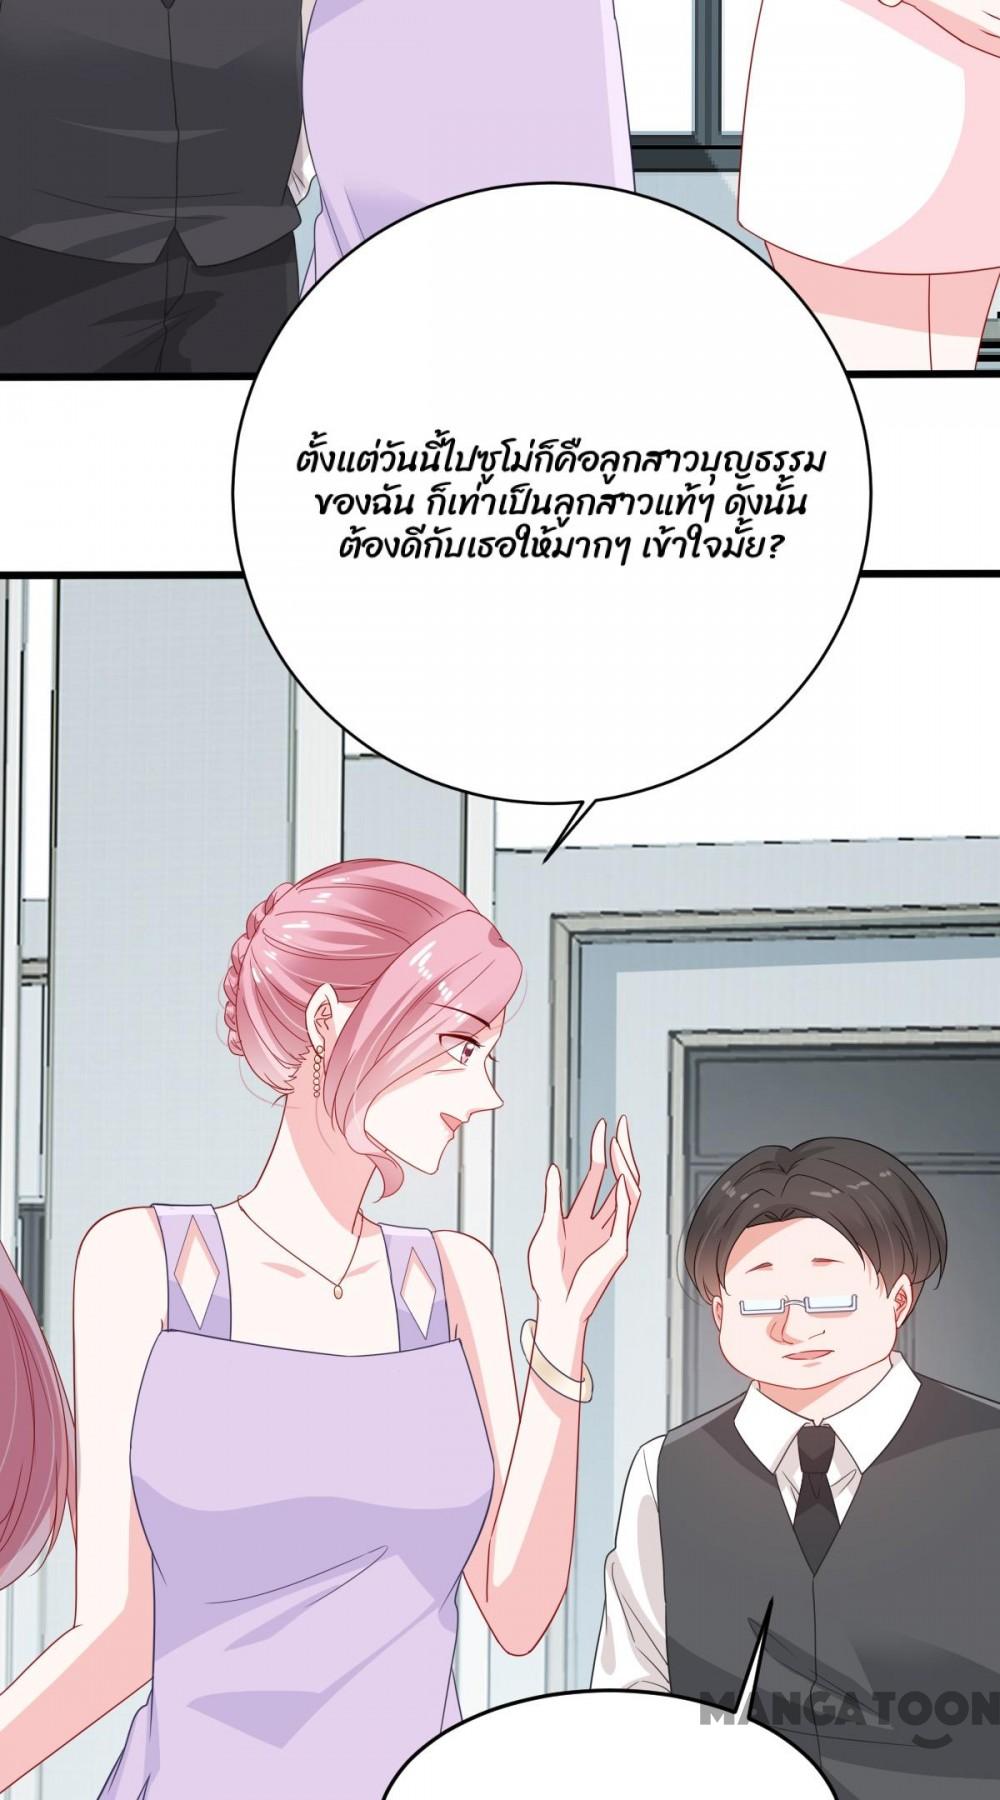 ตั้งแต่วันนี้ไปซูโม่ก็คือลูกสาวบุญธรรม
ของฉัน ก็เท่าเป็นลูกสาวแท้ๆ ดังนั้น
ต้องดีกับเธอให้มากๆ เข้าใจมั้ย?
MANGATOON